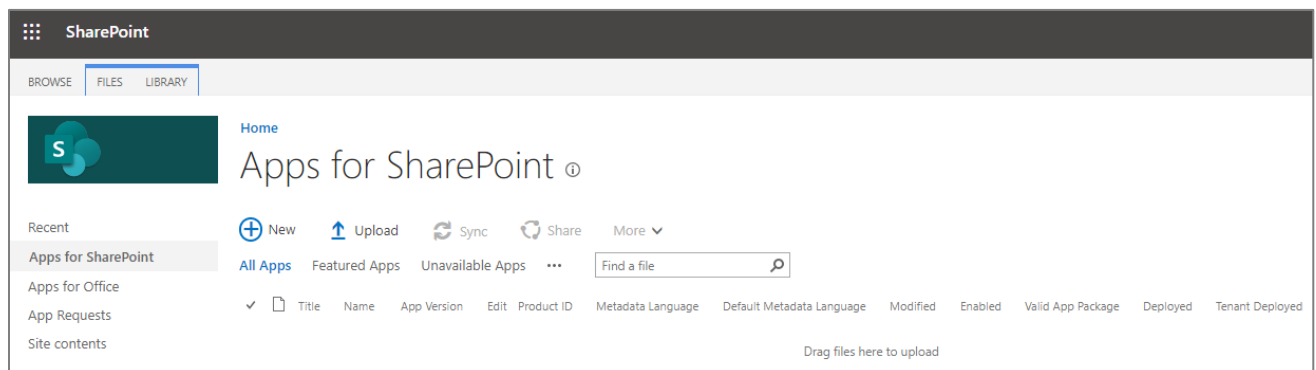 SharePoint
BROWSE FILES LIBRARY
S
Home
Apps for SharePoint
Recent
Apps for SharePoint
Apps for Office
App Requests
Site contents
New Upload Sync Share More
All Apps Featured Apps Unavailable Apps ... Find a file
Title Name App Version Edit Product ID Metadata Language Default Metadata Language Modified Enabled Valid App Package Deployed Tenant Deployed
Drag files here to upload